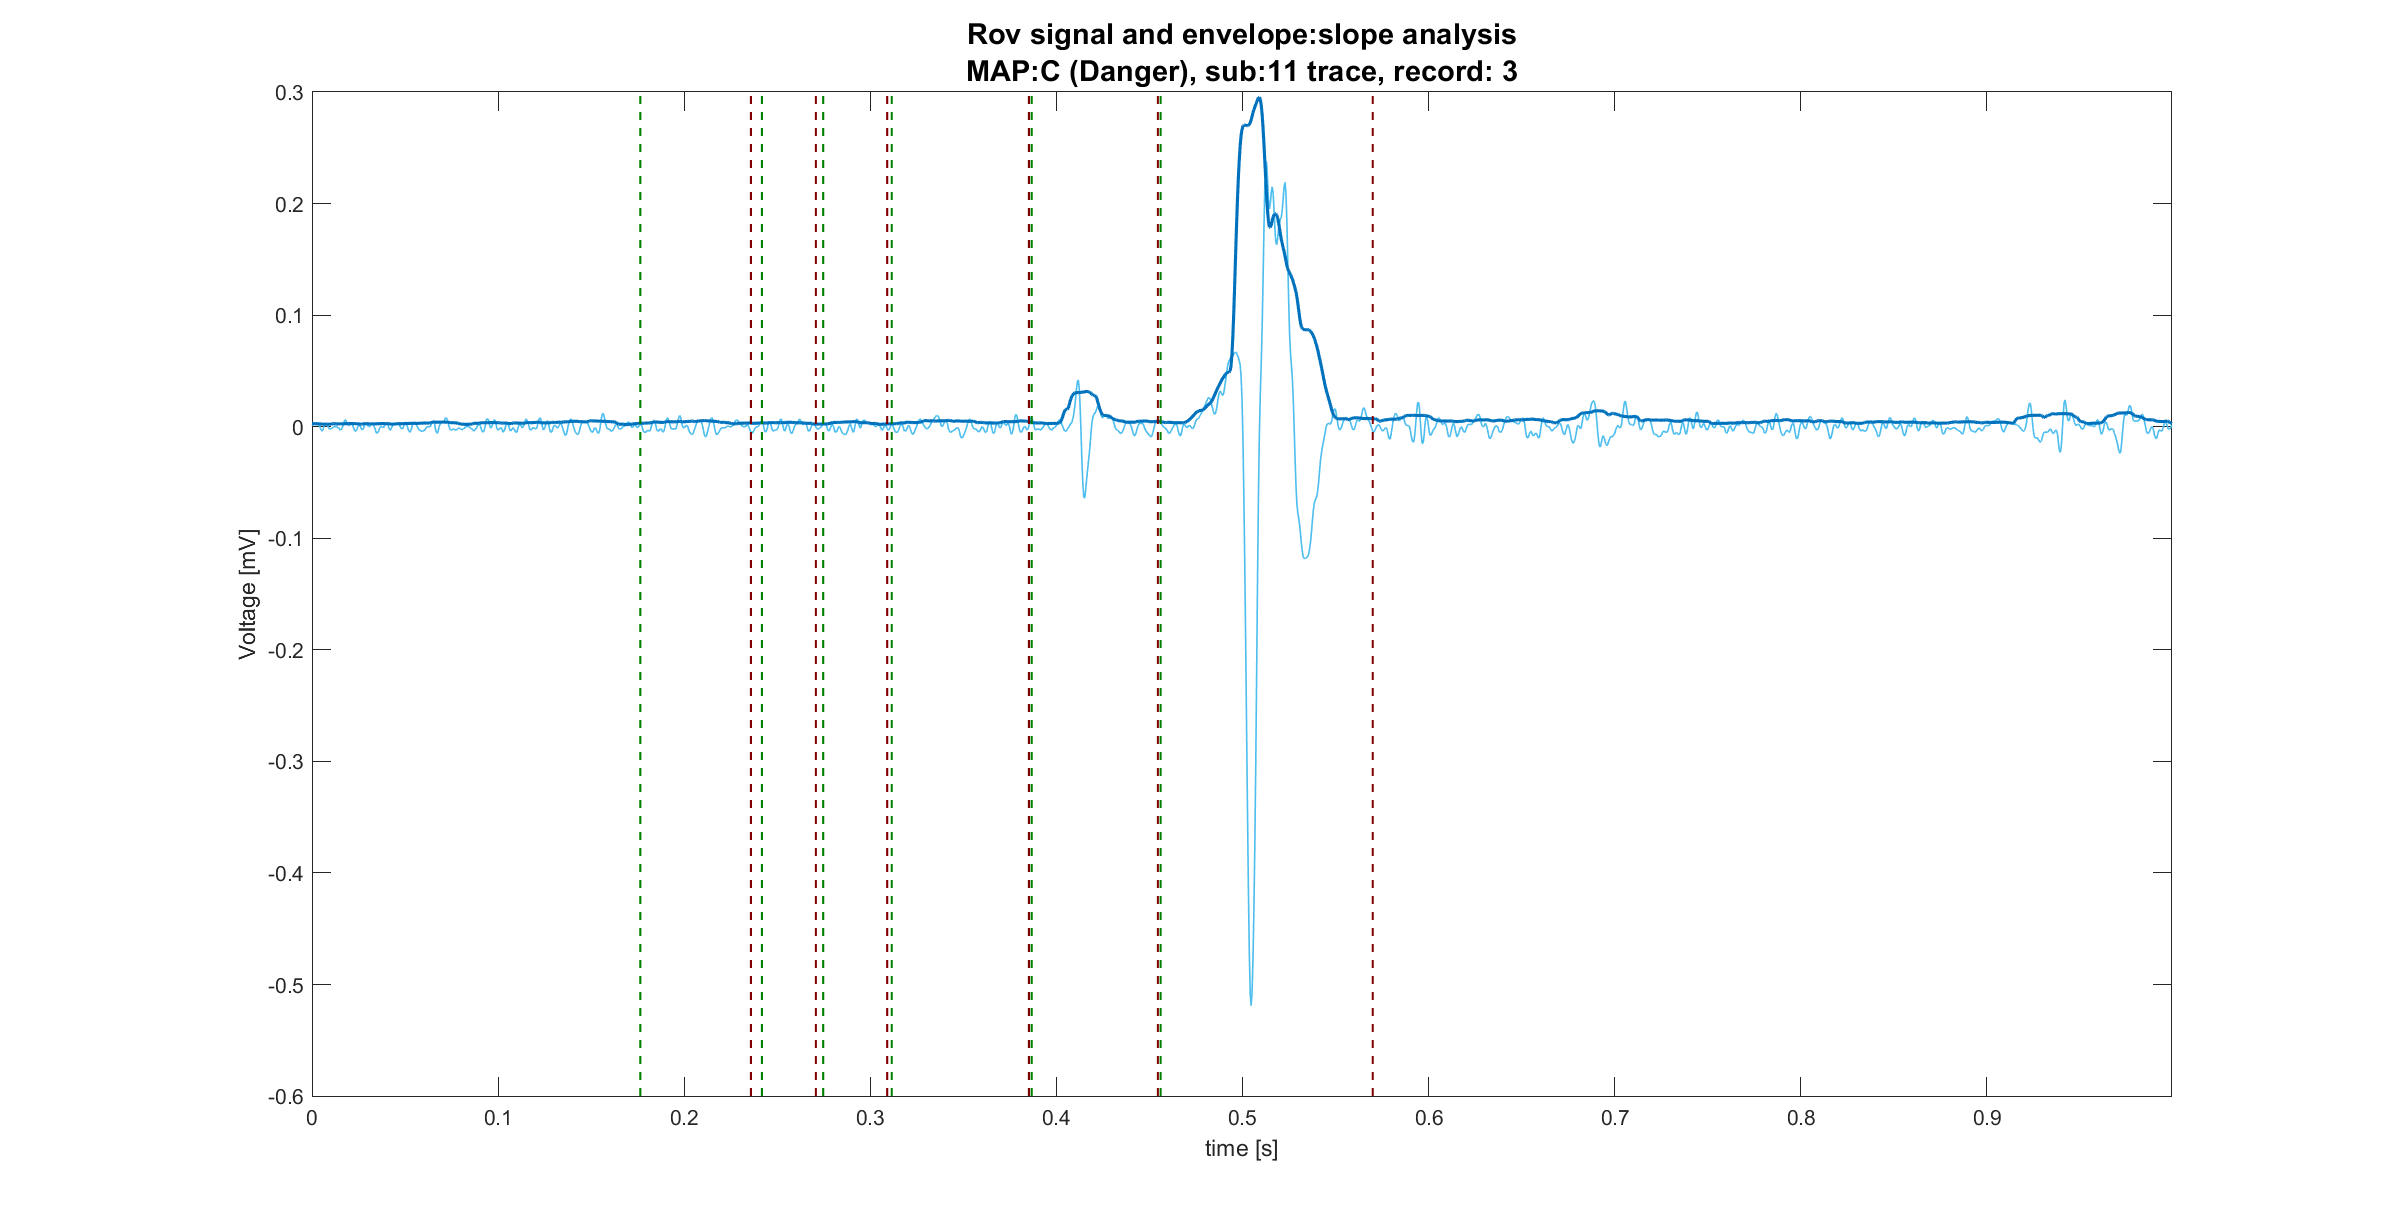 Rov signal and envelope:slope analysis
MAP:C (Danger), sub:11 trace, record: 3
0.3
0.2
0.1
0
-0.1
-0.2
-0.3
-0.4
-0.5
-0.6
Voltage [mV]
0 0.1 0.2 0.3 0.4 0.5 0.6 0.7 0.8 0.9
time [s]